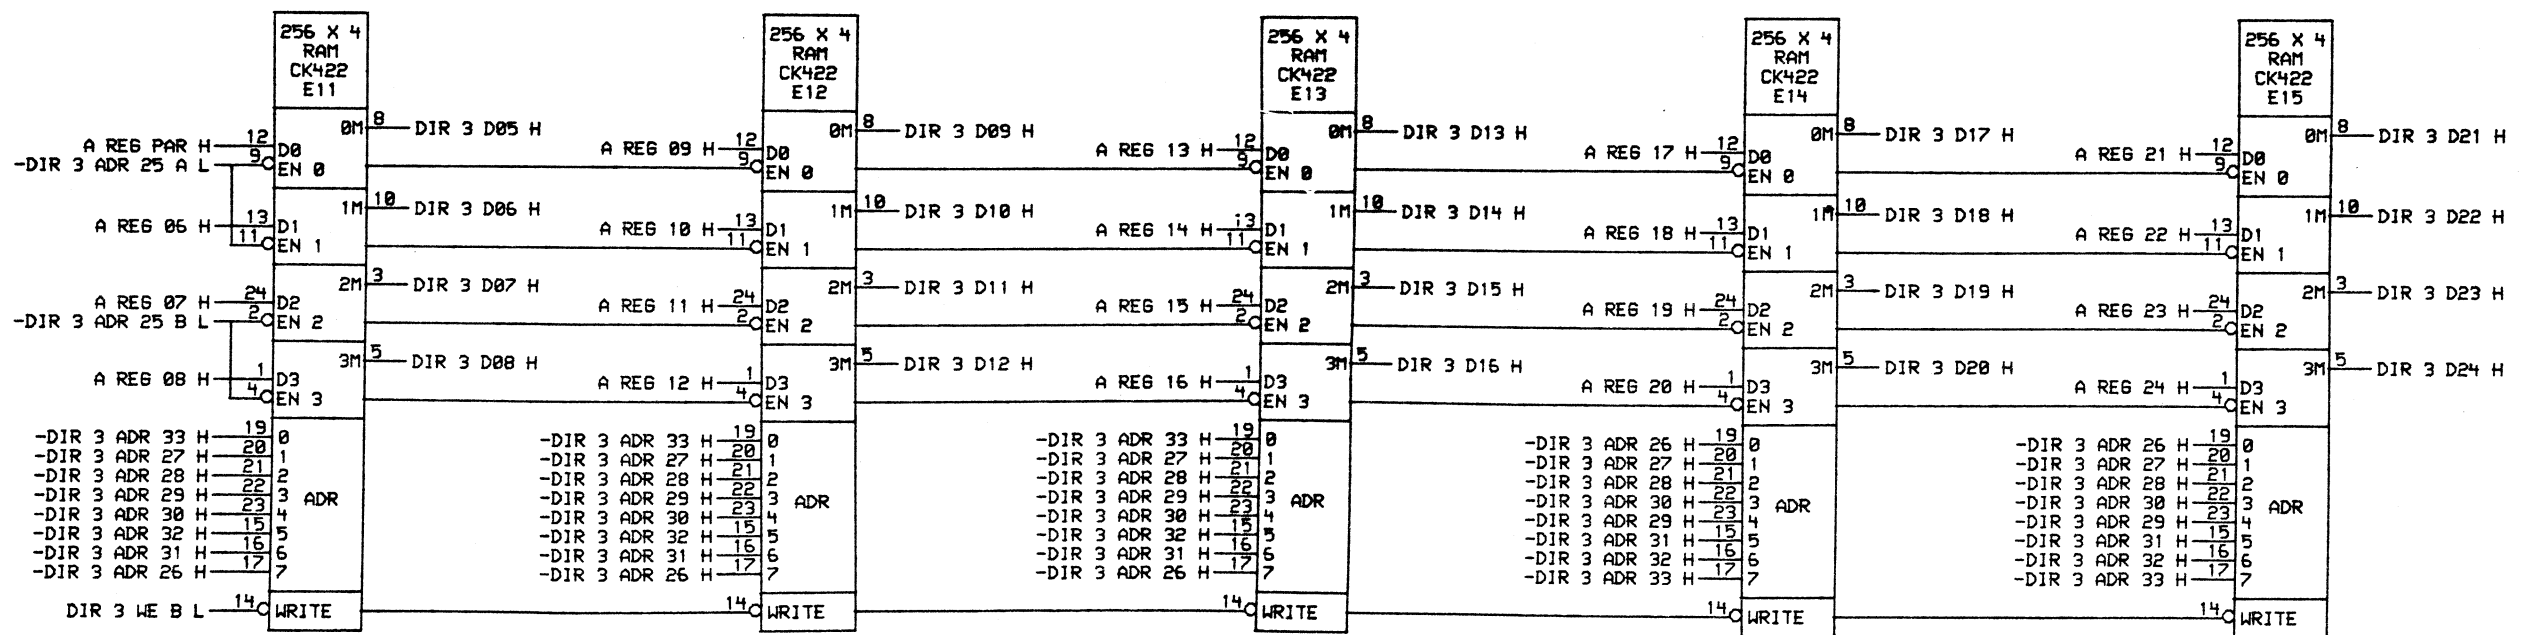 256 X 4
RAM
CK422
E11
0M 8 DIR 3 D05 H
A REG PAR H 12 D0
-DIR 3 ADR 25 A L 9 EN 0
1M 10 DIR 3 D06 H
A REG 06 H 13 D1
11 EN 1
2M 3 DIR 3 D07 H
A REG 07 H 24 D2
-DIR 3 ADR 25 B L 2 EN 2
3M 5 DIR 3 D08 H
A REG 08 H 1 D3
4 EN 3
-DIR 3 ADR 33 H 19 0
-DIR 3 ADR 27 H 20 1
-DIR 3 ADR 28 H 21 2
-DIR 3 ADR 29 H 22 3 ADR
-DIR 3 ADR 30 H 23 4
-DIR 3 ADR 32 H 15 5
-DIR 3 ADR 31 H 16 6
-DIR 3 ADR 26 H 17 7
DIR 3 WE B L 14 WRITE
256 X 4
RAM
CK422
E12
0M 8 DIR 3 D09 H
A REG 09 H 12 D0
9 EN 0
1M 10 DIR 3 D10 H
A REG 10 H 13 D1
11 EN 1
2M 3 DIR 3 D11 H
A REG 11 H 24 D2
2 EN 2
3M 5 DIR 3 D12 H
A REG 12 H 1 D3
4 EN 3
-DIR 3 ADR 33 H 19 0
-DIR 3 ADR 27 H 20 1
-DIR 3 ADR 28 H 21 2
-DIR 3 ADR 29 H 22 3 ADR
-DIR 3 ADR 30 H 23 4
-DIR 3 ADR 32 H 15 5
-DIR 3 ADR 31 H 16 6
-DIR 3 ADR 26 H 17 7
14 WRITE
256 X 4
RAM
CK422
E13
0M 8 DIR 3 D13 H
A REG 13 H 12 D0
9 EN 0
1M 10 DIR 3 D14 H
A REG 14 H 13 D1
11 EN 1
2M 3 DIR 3 D15 H
A REG 15 H 24 D2
2 EN 2
3M 5 DIR 3 D16 H
A REG 16 H 1 D3
4 EN 3
-DIR 3 ADR 33 H 19 0
-DIR 3 ADR 27 H 20 1
-DIR 3 ADR 28 H 21 2
-DIR 3 ADR 29 H 22 3 ADR
-DIR 3 ADR 30 H 23 4
-DIR 3 ADR 32 H 15 5
-DIR 3 ADR 31 H 16 6
-DIR 3 ADR 26 H 17 7
14 WRITE
256 X 4
RAM
CK422
E14
0M 8 DIR 3 D17 H
A REG 17 H 12 D0
9 EN 0
1M 10 DIR 3 D18 H
A REG 18 H 13 D1
11 EN 1
2M 3 DIR 3 D19 H
A REG 19 H 24 D2
2 EN 2
3M 5 DIR 3 D20 H
A REG 20 H 1 D3
4 EN 3
-DIR 3 ADR 26 H 19 0
-DIR 3 ADR 27 H 20 1
-DIR 3 ADR 28 H 21 2
-DIR 3 ADR 30 H 22 3 ADR
-DIR 3 ADR 29 H 23 4
-DIR 3 ADR 31 H 15 5
-DIR 3 ADR 32 H 16 6
-DIR 3 ADR 33 H 17 7
14 WRITE
256 X 4
RAM
CK422
E15
0M 8 DIR 3 D21 H
A REG 21 H 12 D0
9 EN 0
1M 10 DIR 3 D22 H
A REG 22 H 13 D1
11 EN 1
2M 3 DIR 3 D23 H
A REG 23 H 24 D2
2 EN 2
3M 5 DIR 3 D24 H
A REG 24 H 1 D3
4 EN 3
-DIR 3 ADR 26 H 19 0
-DIR 3 ADR 27 H 20 1
-DIR 3 ADR 28 H 21 2
-DIR 3 ADR 30 H 22 3 ADR
-DIR 3 ADR 29 H 23 4
-DIR 3 ADR 31 H 15 5
-DIR 3 ADR 32 H 16 6
-DIR 3 ADR 33 H 17 7
14 WRITE